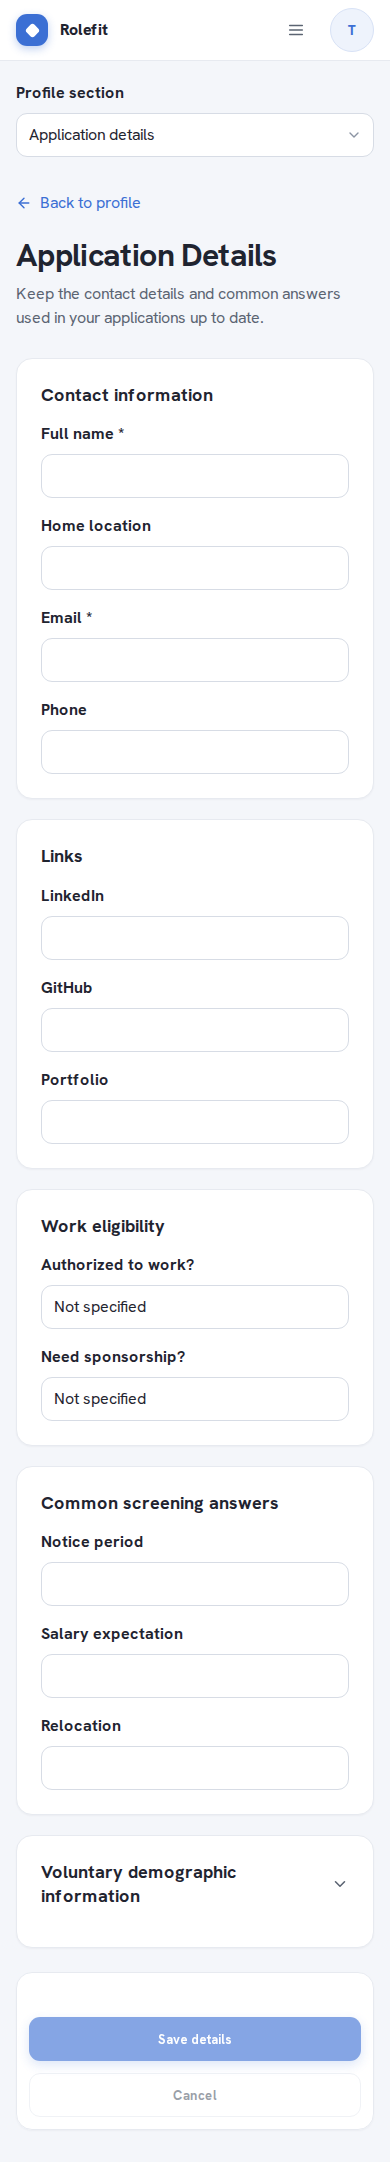 Rolefit
T
Profile section
Application details
Back to profile
Application Details
Keep the contact details and common answers
used in your applications up to date.
Contact information
Full name *
Home location
Email *
Phone
Links
LinkedIn
GitHub
Portfolio
Work eligibility
Authorized to work?
Not specified
Need sponsorship?
Not specified
Common screening answers
Notice period
Salary expectation
Relocation
Voluntary demographic
information
Save details
Cancel